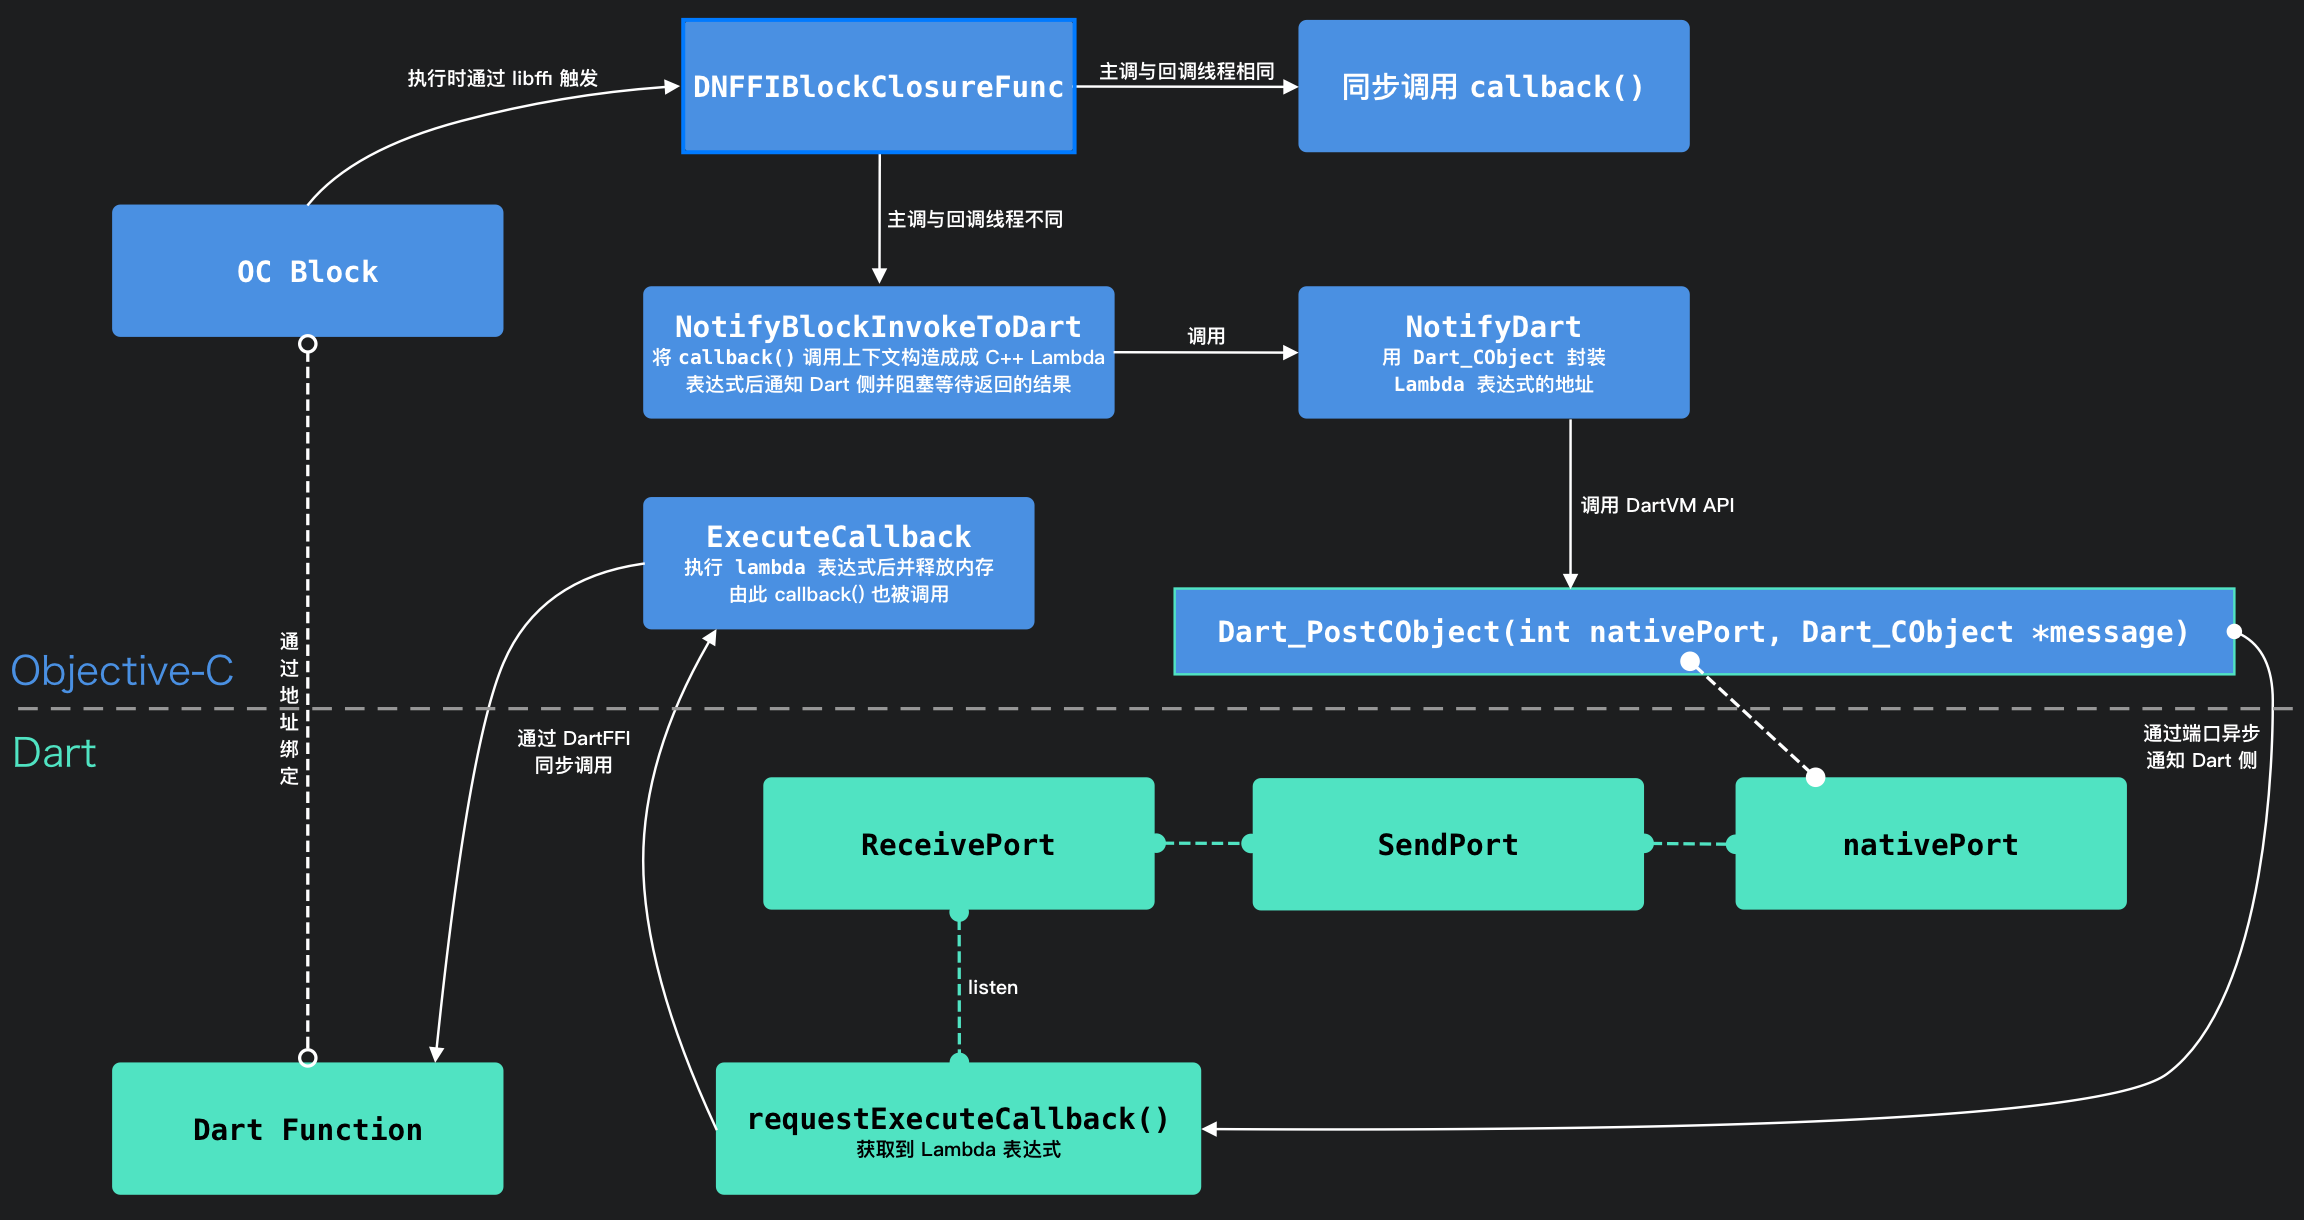 执行时通过 libffi 触发
DNFFIBlockClosureFunc
主调与回调线程相同
同步调用 callback()
OC Block
主调与回调线程不同
NotifyBlockInvokeToDart
将 callback() 调用上下文构造成成 C++ Lambda
表达式后通知 Dart 侧并阻塞等待返回的结果
调用
NotifyDart
用 Dart_CObject 封装
Lambda 表达式的地址
调用 DartVM API
ExecuteCallback
执行 lambda 表达式后并释放内存
由此 callback() 也被调用
Dart_PostCObject(int nativePort, Dart_CObject *message)
Objective-C
通
过
地
址
绑
定
Dart
通过 DartFFI
同步调用
通过端口异步
通知 Dart 侧
ReceivePort
SendPort
nativePort
listen
Dart Function
requestExecuteCallback()
获取到 Lambda 表达式